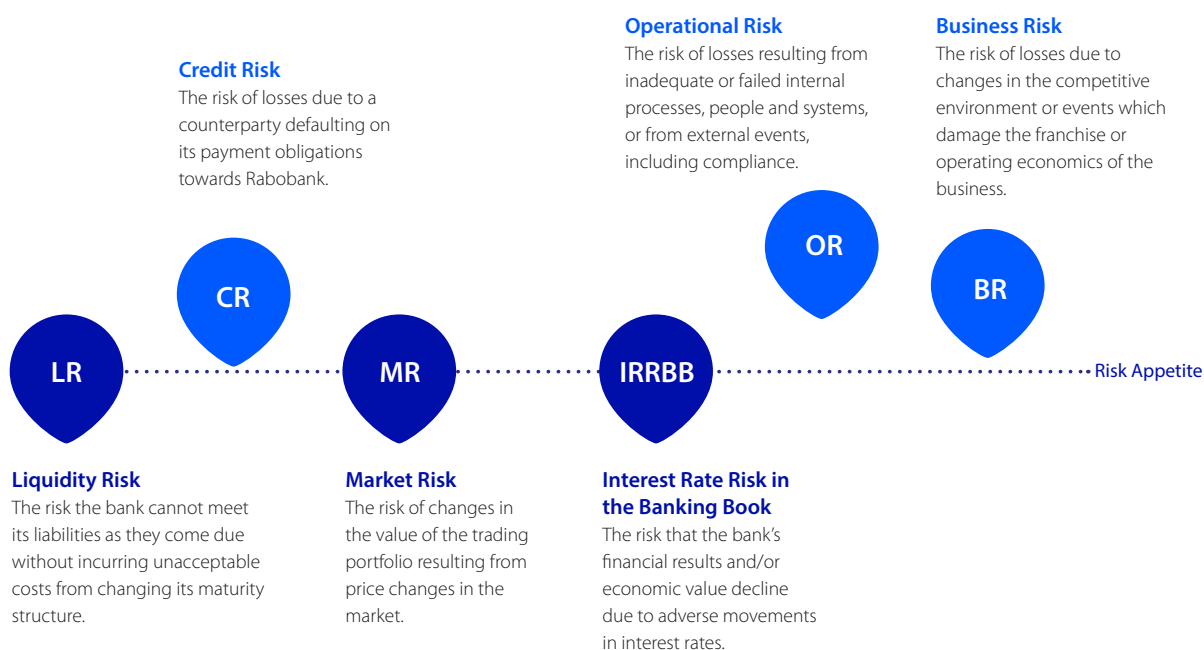 Operational Risk
The risk of losses resulting from
inadequate or failed internal
processes, people and systems,
or from external events,
including compliance.
Business Risk
The risk of losses due to
changes in the competitive
environment or events which
damage the franchise or
operating economics of the
business.
Credit Risk
The risk of losses due to a
counterparty defaulting on
its payment obligations
towards Rabobank.
OR
BR
CR
LR
MR
IRRBB
Risk Appetite
Liquidity Risk
The risk the bank cannot meet
its liabilities as they come due
without incurring unacceptable
costs from changing its maturity
structure.
Market Risk
The risk of changes in
the value of the trading
portfolio resulting from
price changes in the
market.
Interest Rate Risk in
the Banking Book
The risk that the bank’s
financial results and/or
economic value decline
due to adverse movements
in interest rates.